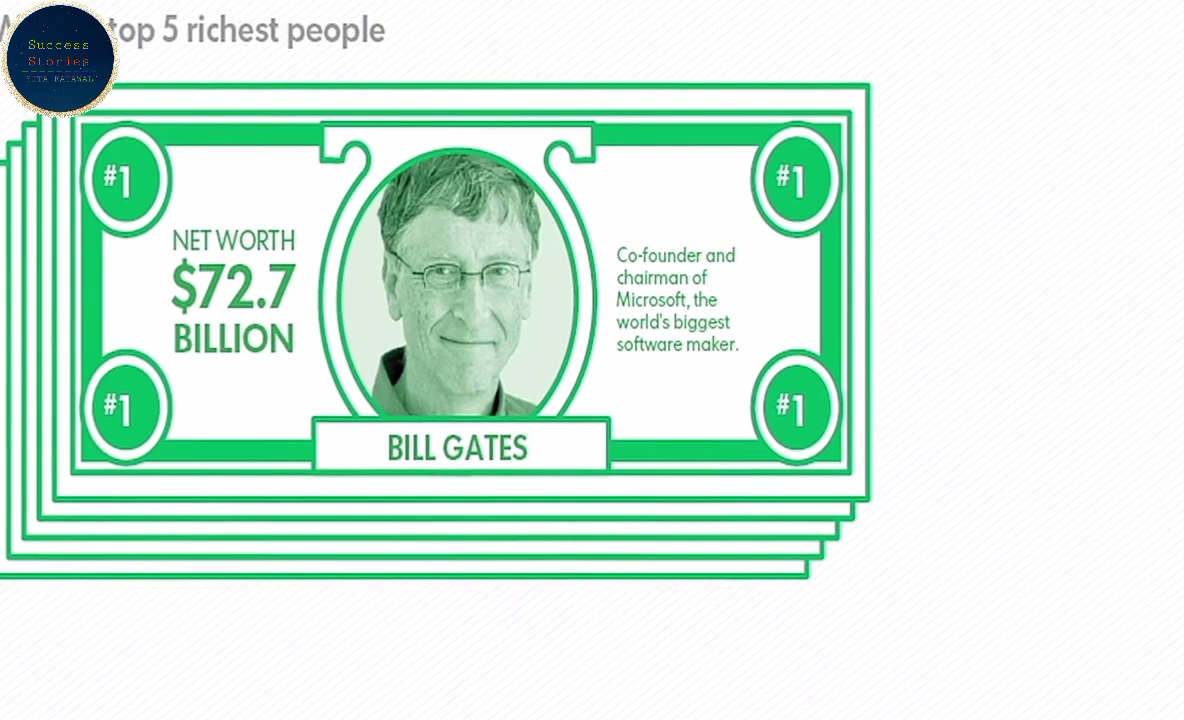 top 5 richest people
Success
Stories
#1
#1
NET WORTH
$72.7
BILLION
Co-founder and
chairman of
Microsoft, the
world's biggest
software maker.
#1
#1
BILL GATES